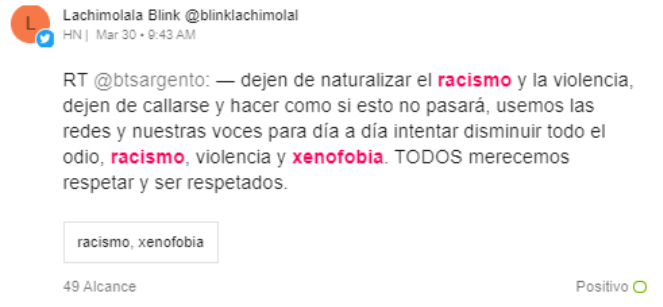 L
Lachimolala Blink @blinklachimolal
HN | Mar 30 • 9:43 AM
RT @btsargento: — dejen de naturalizar el racismo y la violencia,
dejen de callarse y hacer como si esto no pasará, usemos las
redes y nuestras voces para día a día intentar disminuir todo el
odio, racismo, violencia y xenofobia. TODOS merecemos
respetar y ser respetados.
racismo, xenofobia
49 Alcance
Positivo